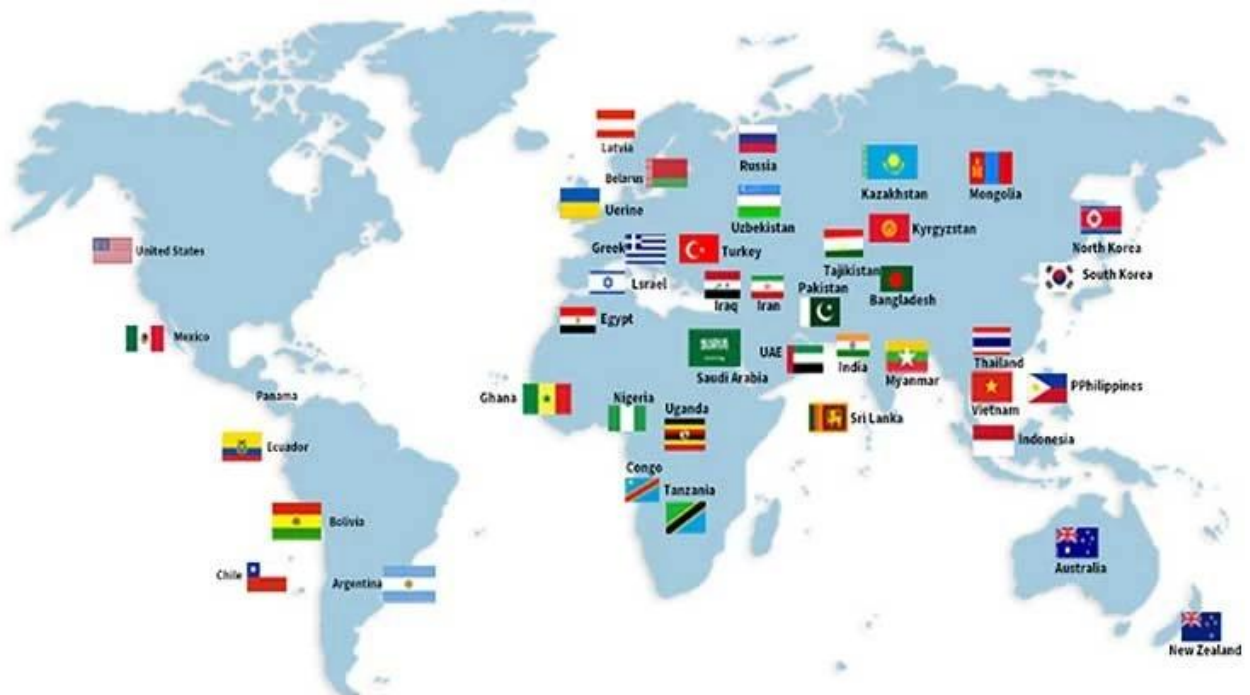 Latvia
Russia
Belarus
Kazakhstan
Mongolia
Uerine
Uzbekistan
Kyrgyzstan
North Korea
United States
Greek
Turkey
Tajikistan
South Korea
Lsrael
Iraq
Iran
Pakistan
Bangladesh
Egypt
Mexico
Saudi Arabia
UAE
India
Myanmar
Thailand
Panama
Ghana
Nigeria
Uganda
Sri Lanka
Vietnam
PPhilippines
Ecuador
Indonesia
Congo
Tanzania
Bolivia
Chile
Argentina
Australia
New Zealand